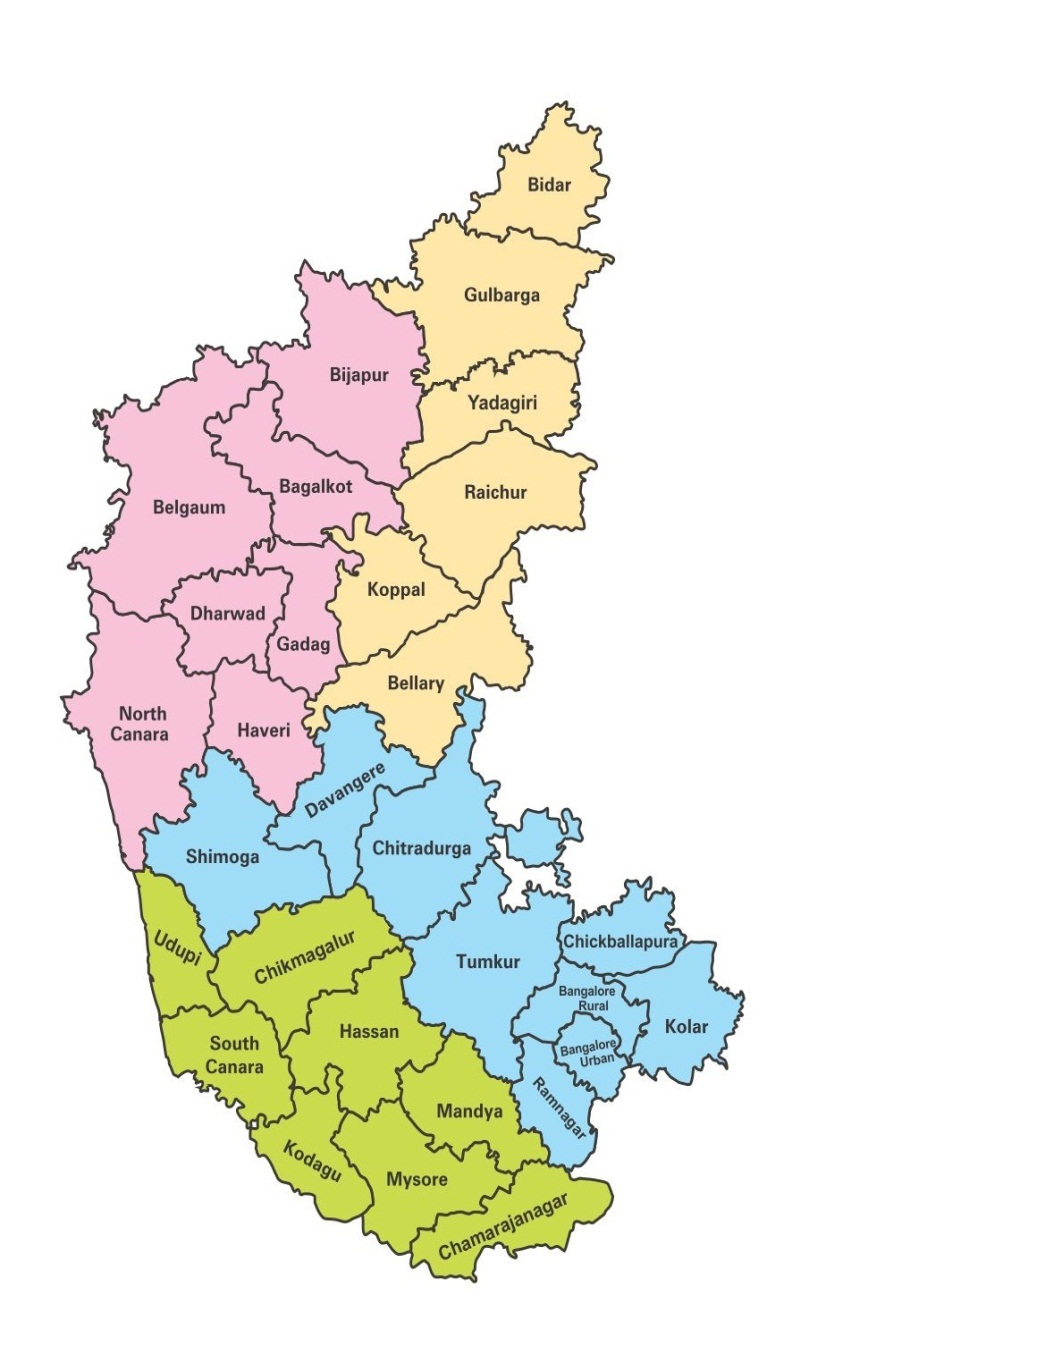 Bidar
Gulbarga
Bijapur
Yadagiri
Bagalkot
Raichur
Belgaum
Koppal
Dharwad
Gadag
Bellary
North
Canara
Haveri
Davangere
Shimoga
Chitradurga
Udupi
Chikmagalur
Tumkur
Chickballapura
Bangalore
Rural
Kolar
Hassan
South
Canara
Bangalore
Urban
Ramnagar
Mandya
Kodagu
Mysore
Chamarajanagar